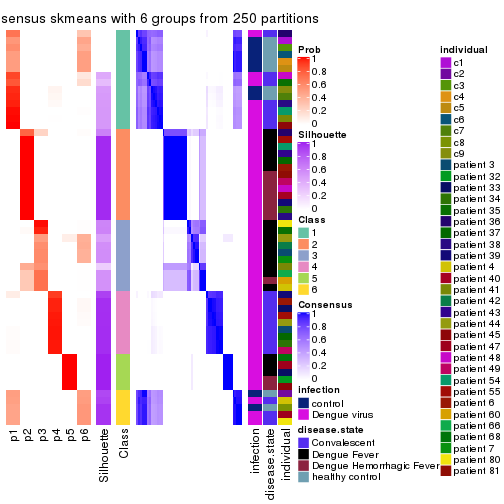 sensus skmeans with 6 groups from 250 partitions
Prob
1
0.8
0.6
0.4
0.2
0
Silhouette
1
0.8
0.6
0.4
0.2
0
Class
1
2
3
4
5
6
Consensus
1
0.8
0.6
0.4
0.2
0
infection
control
Dengue virus
disease.state
Convalescent
Dengue Fever
Dengue Hemorrhagic Fever
healthy control
individual
c1
c2
c3
c4
c5
c6
c7
c8
c9
patient 3
patient 32
patient 33
patient 34
patient 35
patient 36
patient 37
patient 38
patient 39
patient 4
patient 40
patient 41
patient 42
patient 43
patient 44
patient 45
patient 47
patient 48
patient 49
patient 54
patient 55
patient 6
patient 60
patient 66
patient 68
patient 7
patient 80
patient 81
p1
p2
p3
p4
p5
p6
Silhouette
Class
infection
disease.state
individual